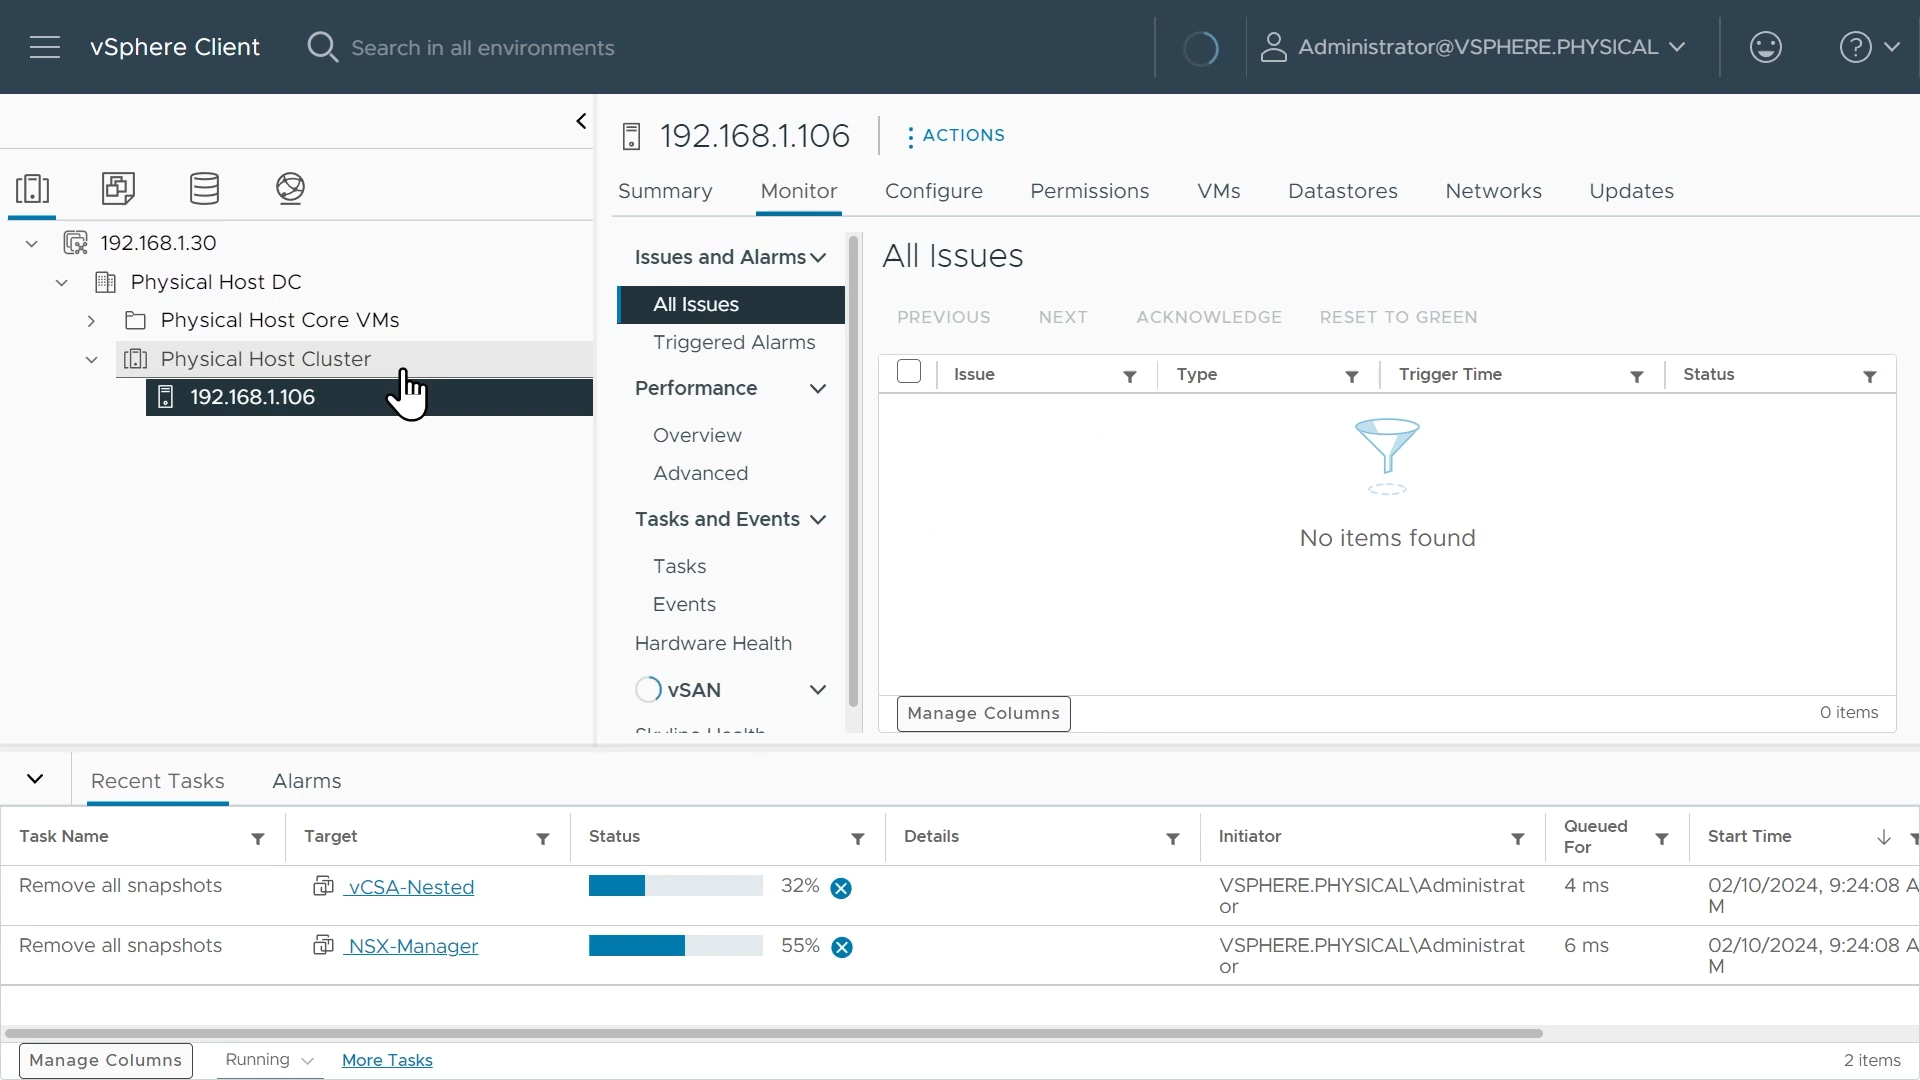 vSphere Client
Search in all environments
Administrator@VSPHERE.PHYSICAL
192.168.1.106
ACTIONS
Summary
Monitor
Configure
Permissions
VMs
Datastores
Networks
Updates
192.168.1.30
Physical Host DC
Physical Host Core VMs
Physical Host Cluster
192.168.1.106
Issues and Alarms
All Issues
Triggered Alarms
Performance
Overview
Advanced
Tasks and Events
Tasks
Events
Hardware Health
vSAN
Skyline Health
All Issues
PREVIOUS
NEXT
ACKNOWLEDGE
RESET TO GREEN
Issue
Type
Trigger Time
Status
No items found
Manage Columns
0 items
Recent Tasks
Alarms
Task Name
Target
Status
Details
Initiator
Queued
For
Start Time
Remove all snapshots
vCSA-Nested
32%
VSPHERE.PHYSICAL\Administrat
or
4 ms
02/10/2024, 9:24:08 A
M
Remove all snapshots
NSX-Manager
55%
VSPHERE.PHYSICAL\Administrat
or
6 ms
02/10/2024, 9:24:08 A
M
Manage Columns
Running
More Tasks
2 items